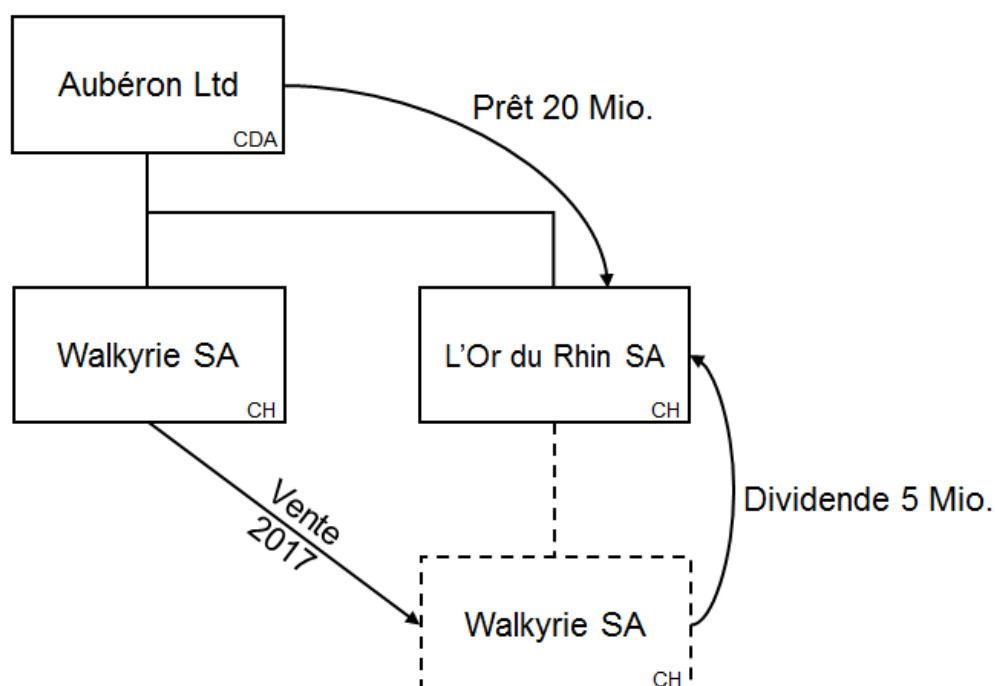 Aubéron Ltd
CDA
Prêt 20 Mio.
Walkyrie SA
CH
L'Or du Rhin SA
CH
Vente
2017
Dividende 5 Mio.
Walkyrie SA
CH